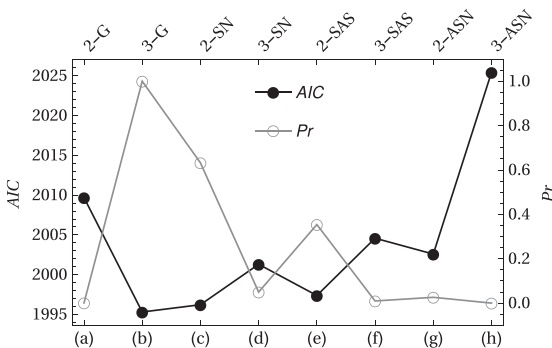 2–G 3–G 2–SN 3–SN 2–SAS 3–SAS 2–ASN 3–ASN
2025
2020
2015
2010
2005
2000
1995
AIC
AIC
Pr
1.0
0.8
0.6
0.4
0.2
0.0
Pr
(a) (b) (c) (d) (e) (f) (g) (h)